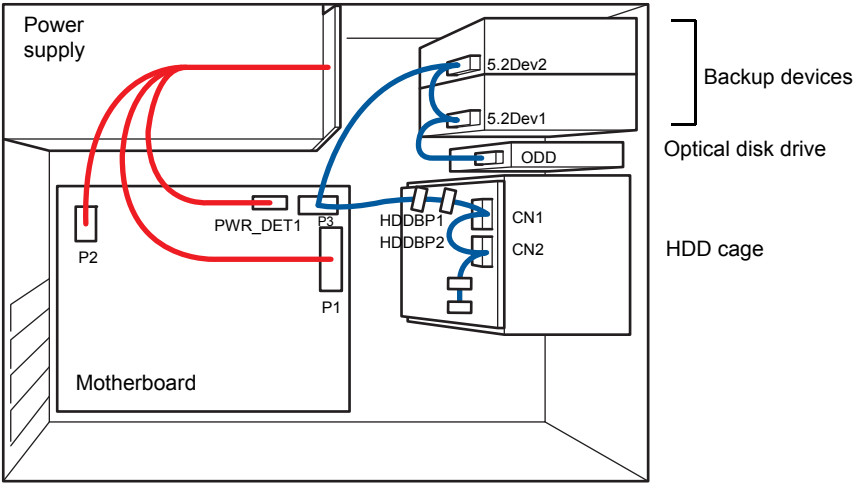 Power
supply
5.2Dev2
Backup devices
5.2Dev1
Optical disk drive
ODD
PWR_DET1
P3
HDDBP1
CN1
HDDBP2
CN2
HDD cage
P2
P1
Motherboard